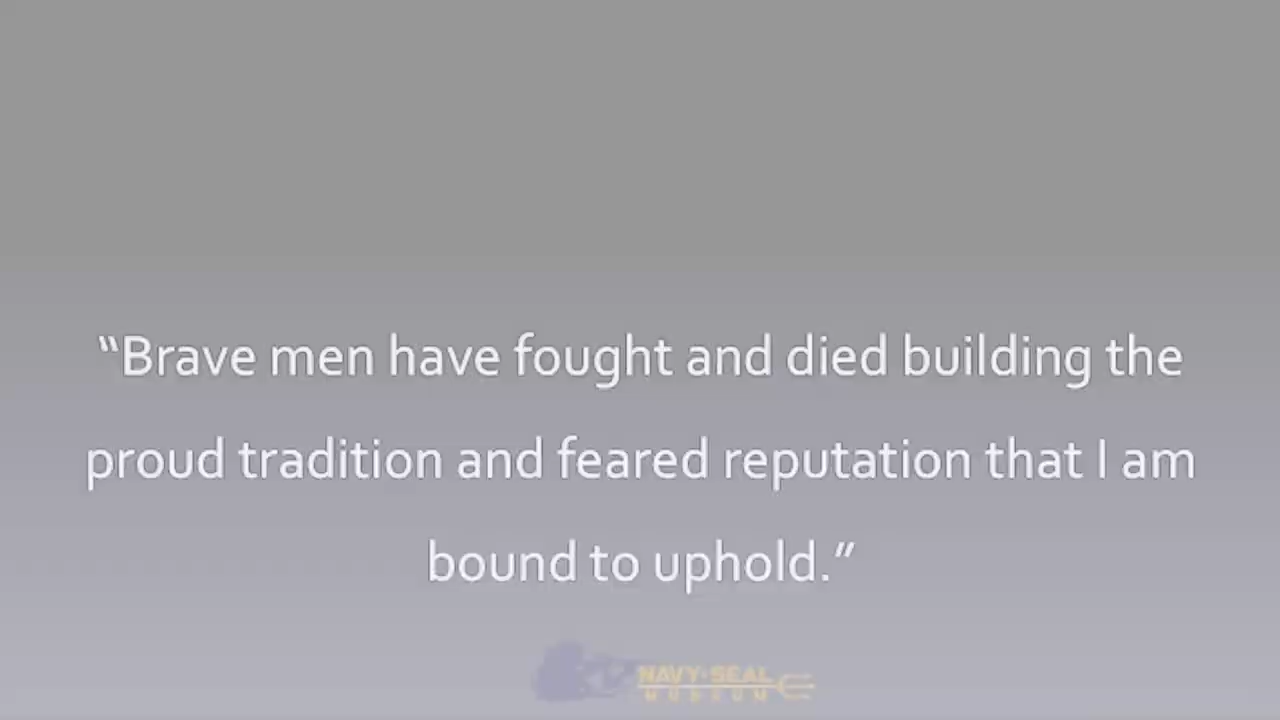 “Brave men have fought and died building the
proud tradition and feared reputation that I am
bound to uphold.”
NAVY SEAL
MUSEUM